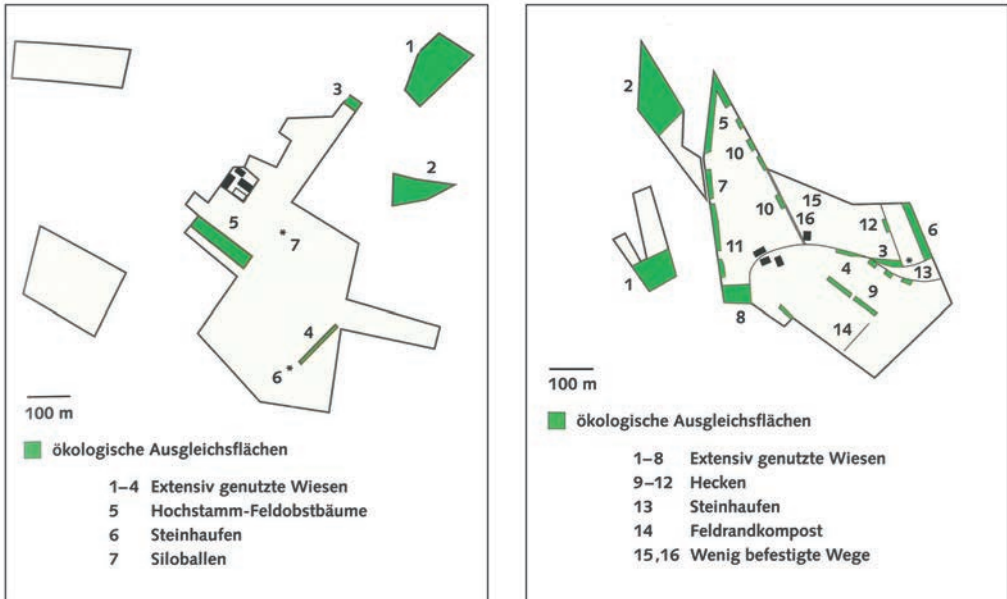 1
3
2
5
7
4
6
100 m
ökologische Ausgleichsflächen
1–4 Extensiv genutzte Wiesen
5 Hochstamm-Feldobstbäume
6 Steinhaufen
7 Siloballen
2
5
10
7
10
15
16
12
6
11
3
4
13
1
9
8
14
100 m
ökologische Ausgleichsflächen
1–8 Extensiv genutzte Wiesen
9–12 Hecken
13 Steinhaufen
14 Feldrandkompost
15,16 Wenig befestigte Wege